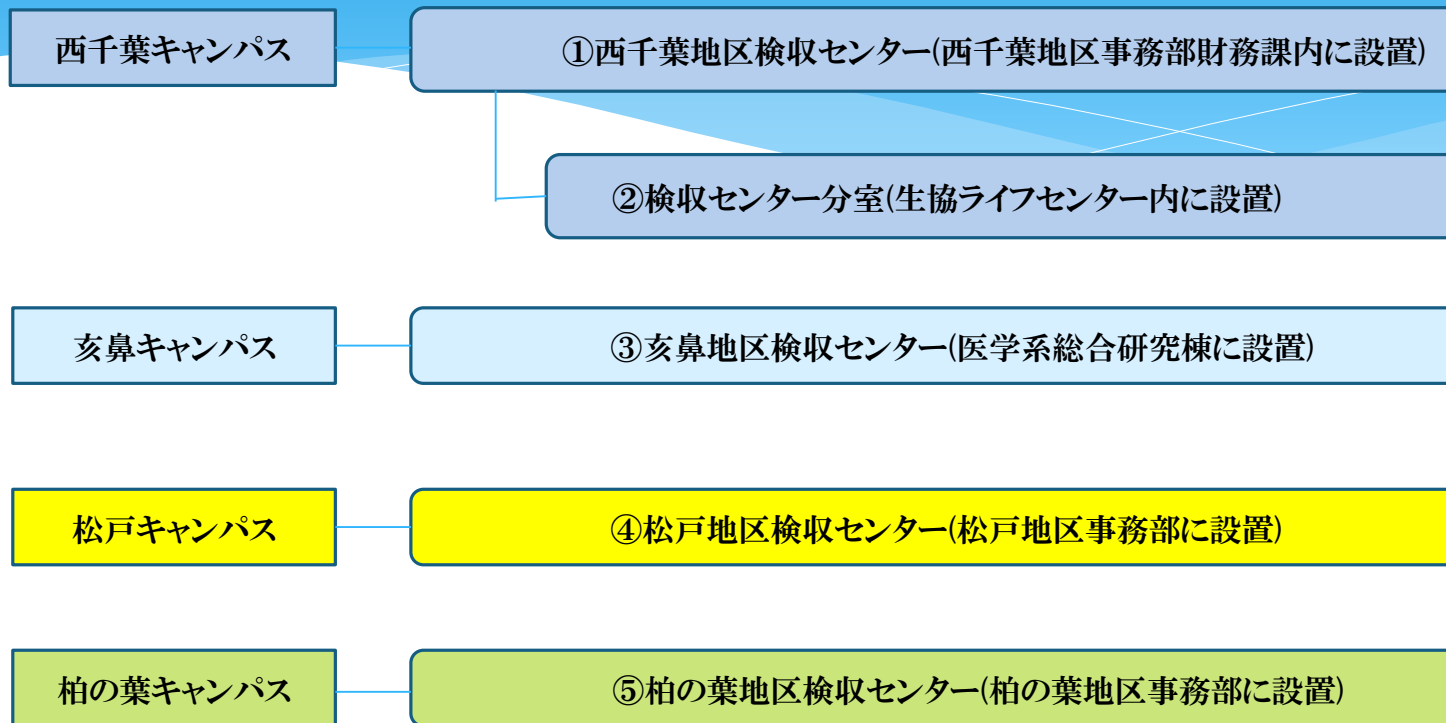 西千葉キャンパス
①西千葉地区検収センター(西千葉地区事務部財務課内に設置)
②検収センター分室(生協ライフセンター内に設置)
亥鼻キャンパス
③亥鼻地区検収センター(医学系総合研究棟に設置)
松戸キャンパス
④松戸地区検収センター(松戸地区事務部に設置)
柏の葉キャンパス
⑤柏の葉地区検収センター(柏の葉地区事務部に設置)